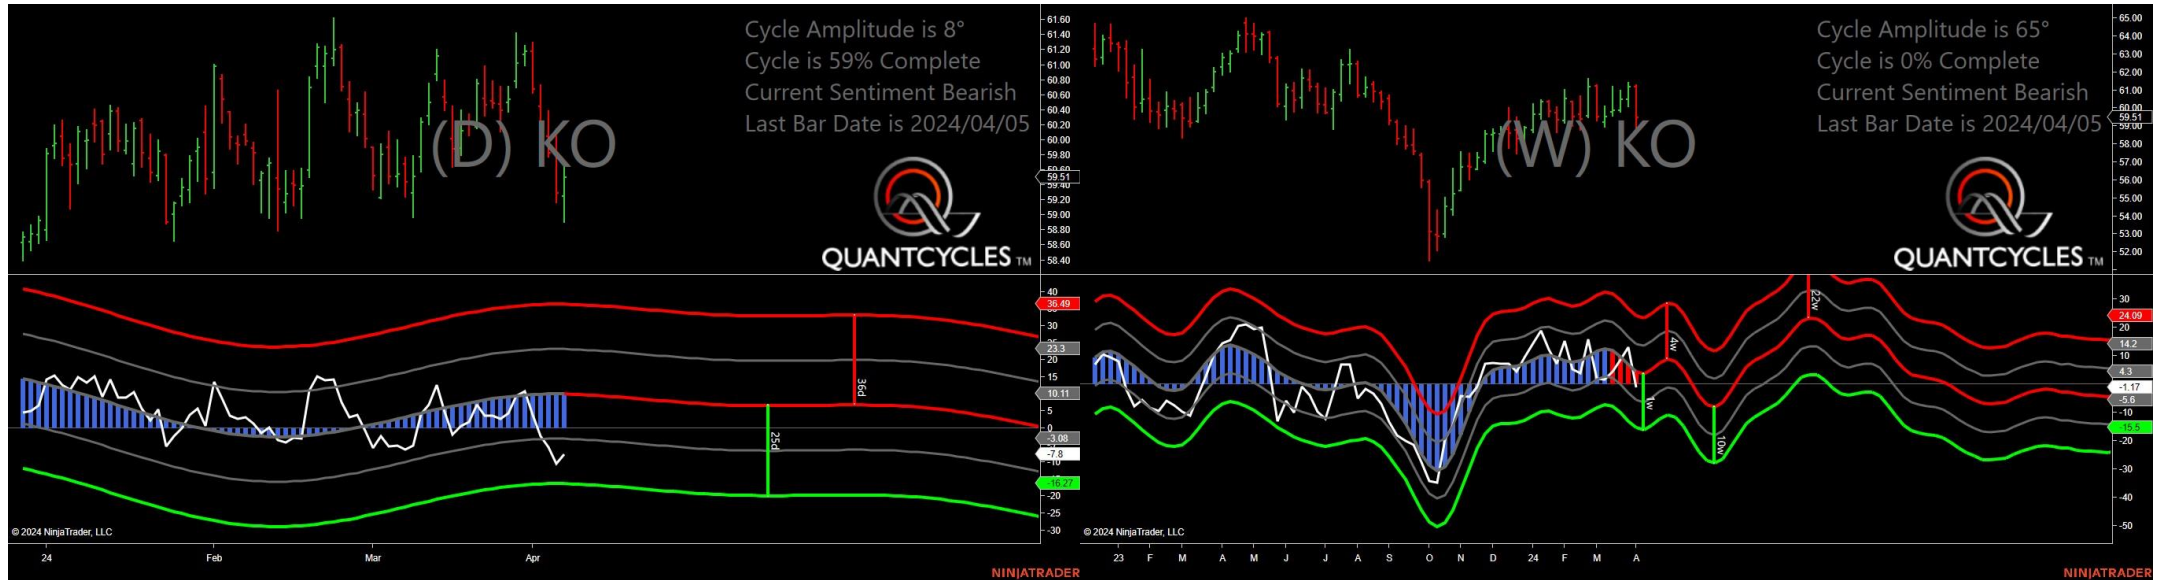 Cycle Amplitude is 8°
Cycle is 59% Complete
Current Sentiment Bearish
Last Bar Date is 2024/04/05
(D) KO
QUANTCYCLES TM
61.60
61.40
61.20
61.00
60.80
60.60
60.40
60.20
60.00
59.80
59.60
59.51
59.40
59.20
59.00
58.80
58.60
58.40
40
36.49
30
23.3
20
15
10.11
5
0
-3.08
-7.8
-10
-16.27
-20
-25
-30
36d
25d
© 2024 NinjaTrader, LLC
24 Feb Mar Apr
NINJATRADER
Cycle Amplitude is 65°
Cycle is 0% Complete
Current Sentiment Bearish
Last Bar Date is 2024/04/05
(W) KO
QUANTCYCLES TM
65.00
64.00
63.00
62.00
61.00
60.00
59.51
59.00
58.00
57.00
56.00
55.00
54.00
53.00
52.00
30
24.09
20
14.2
10
4.3
-1.17
-5.6
-10
-15.5
-20
-30
-40
-50
4w
1w
10w
22w
© 2024 NinjaTrader, LLC
23 F M A M J J A S O N D 24 F M A
NINJATRADER